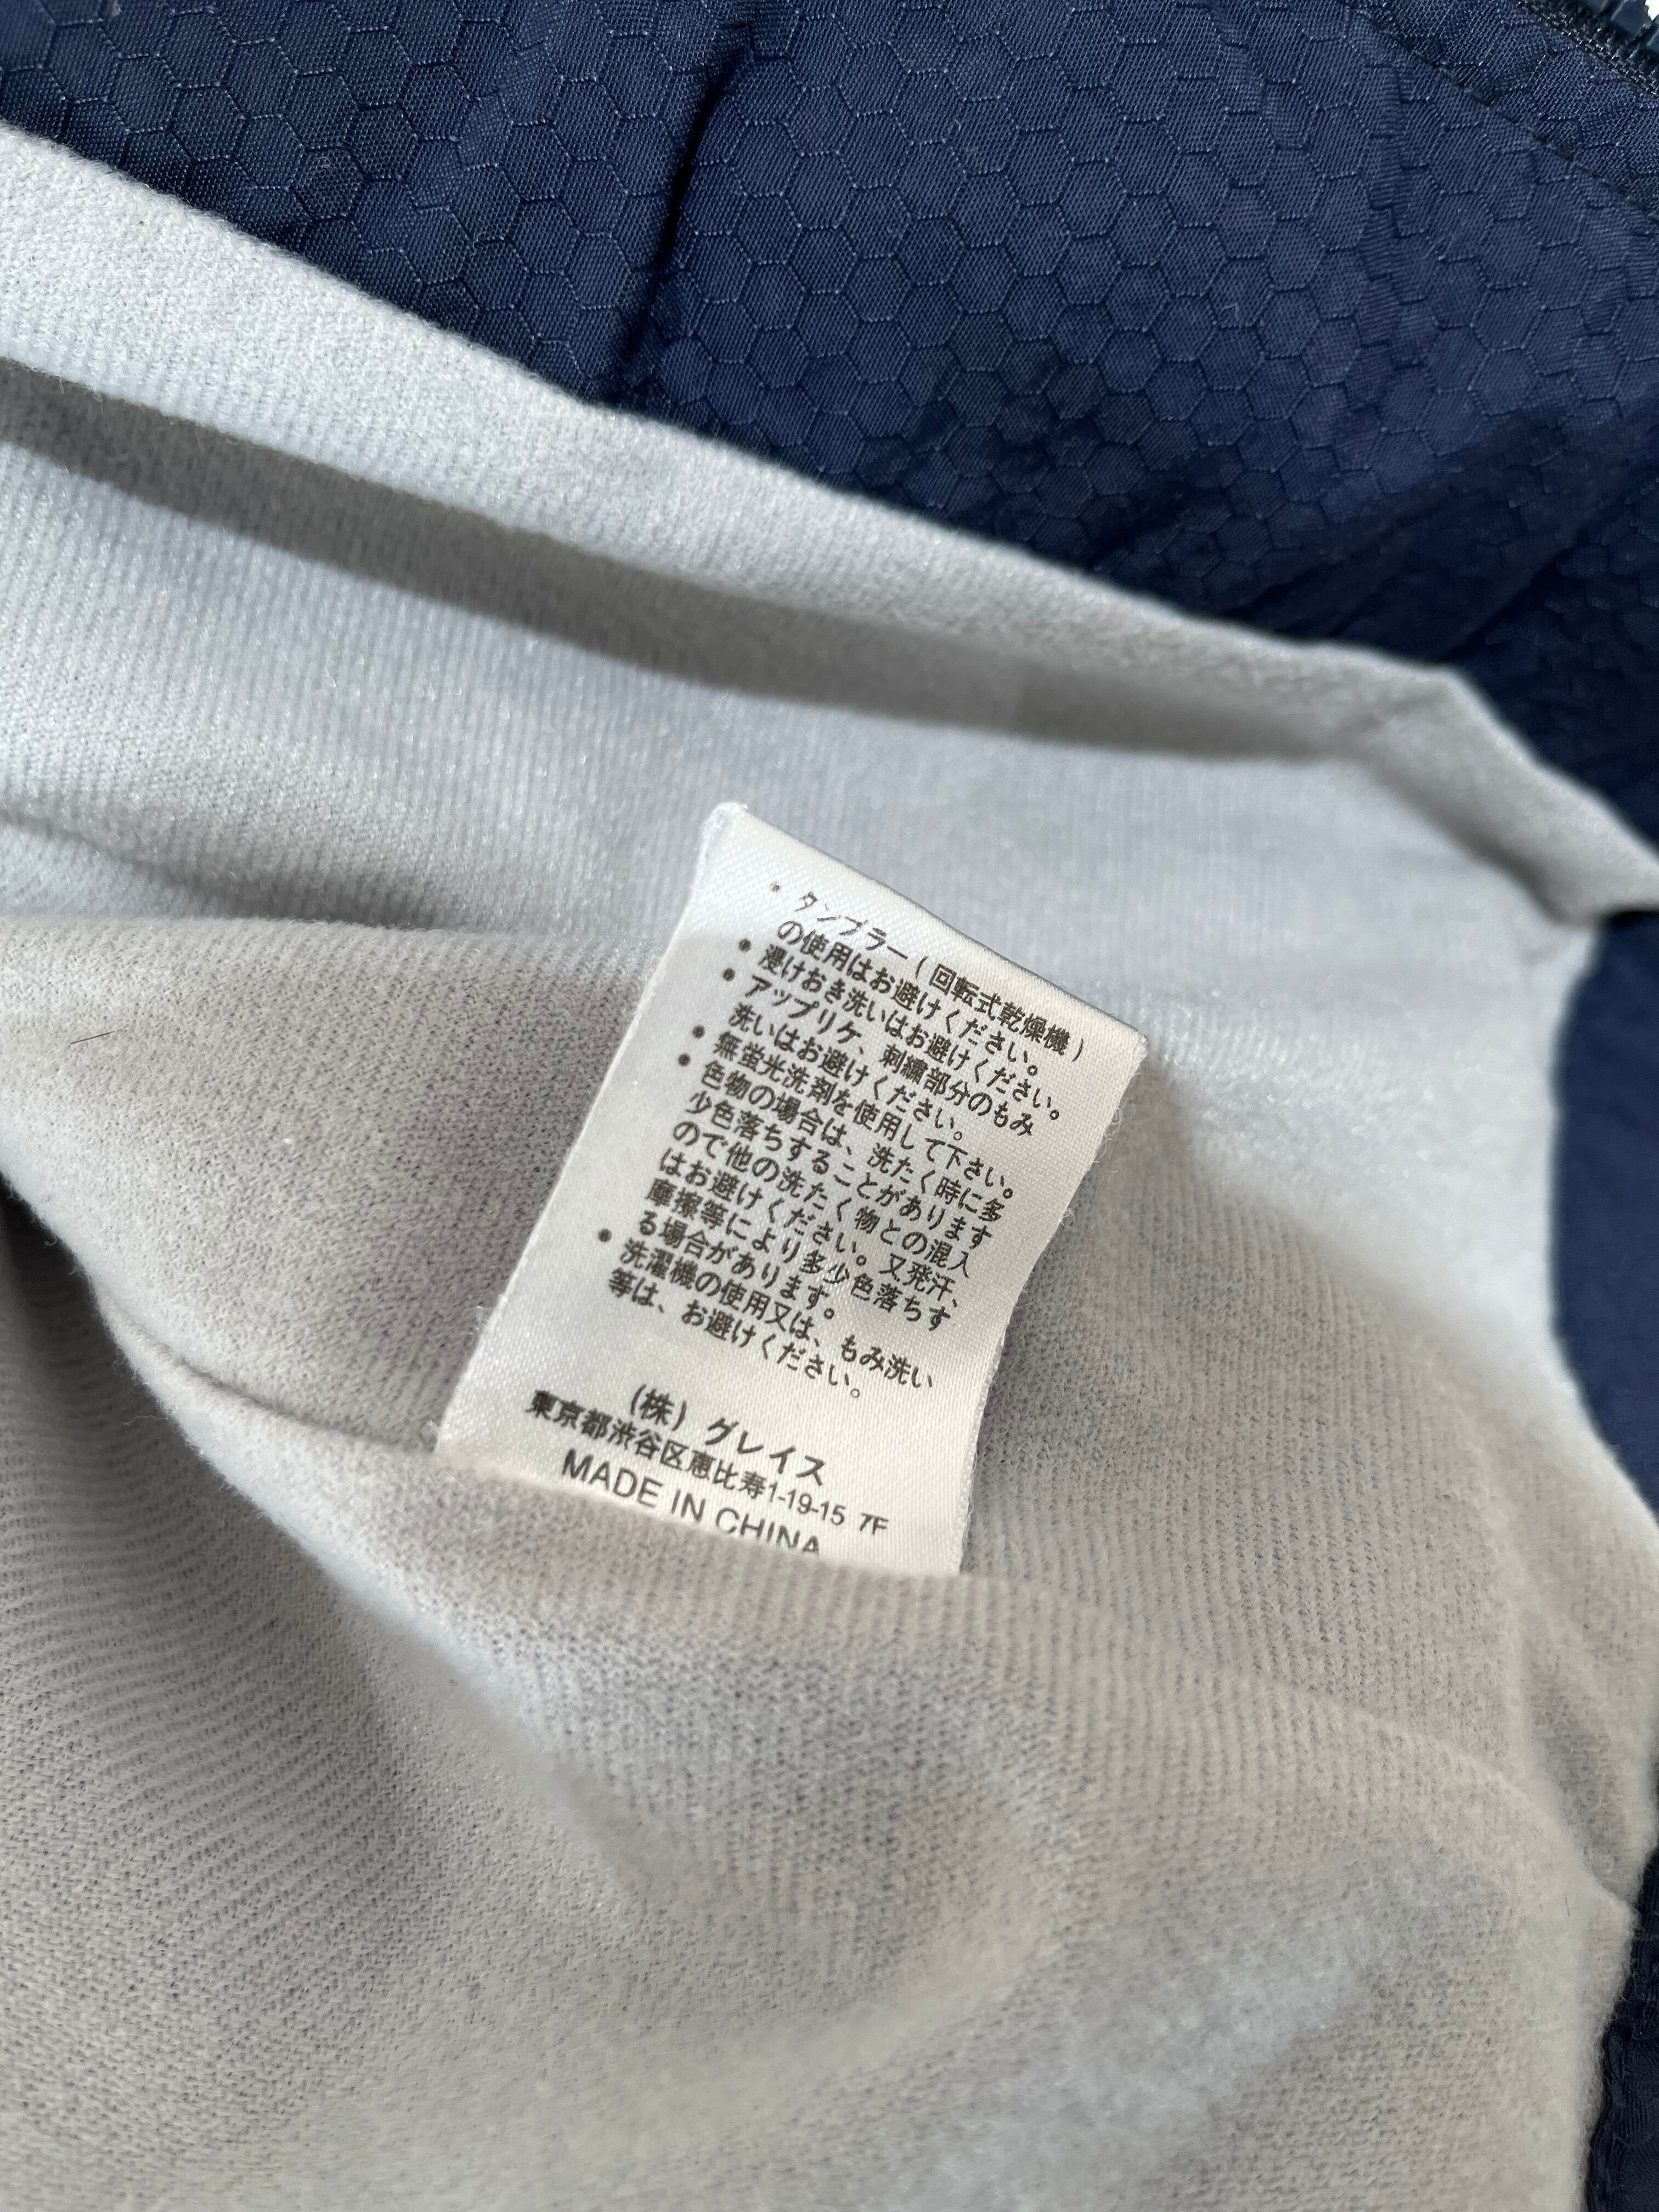 ・タンブラー(回転式乾燥機)
の使用はお避けください。
・浸けおき洗いはお避けください。
・アップリケ、刺繍部分のもみ
洗いはお避けください。
・無蛍光洗剤を使用して下さい。
・色物の場合は、洗たく時に多
少色落ちすることがあります
ので他の洗たく物との混入
はお避けください。又発汗、
摩擦等により多少色落ちす
る場合があります。
・洗濯機の使用又は、もみ洗い
等は、お避けください。
(株)グレイス
東京都渋谷区恵比寿1-19-15 7F
MADE IN CHINA